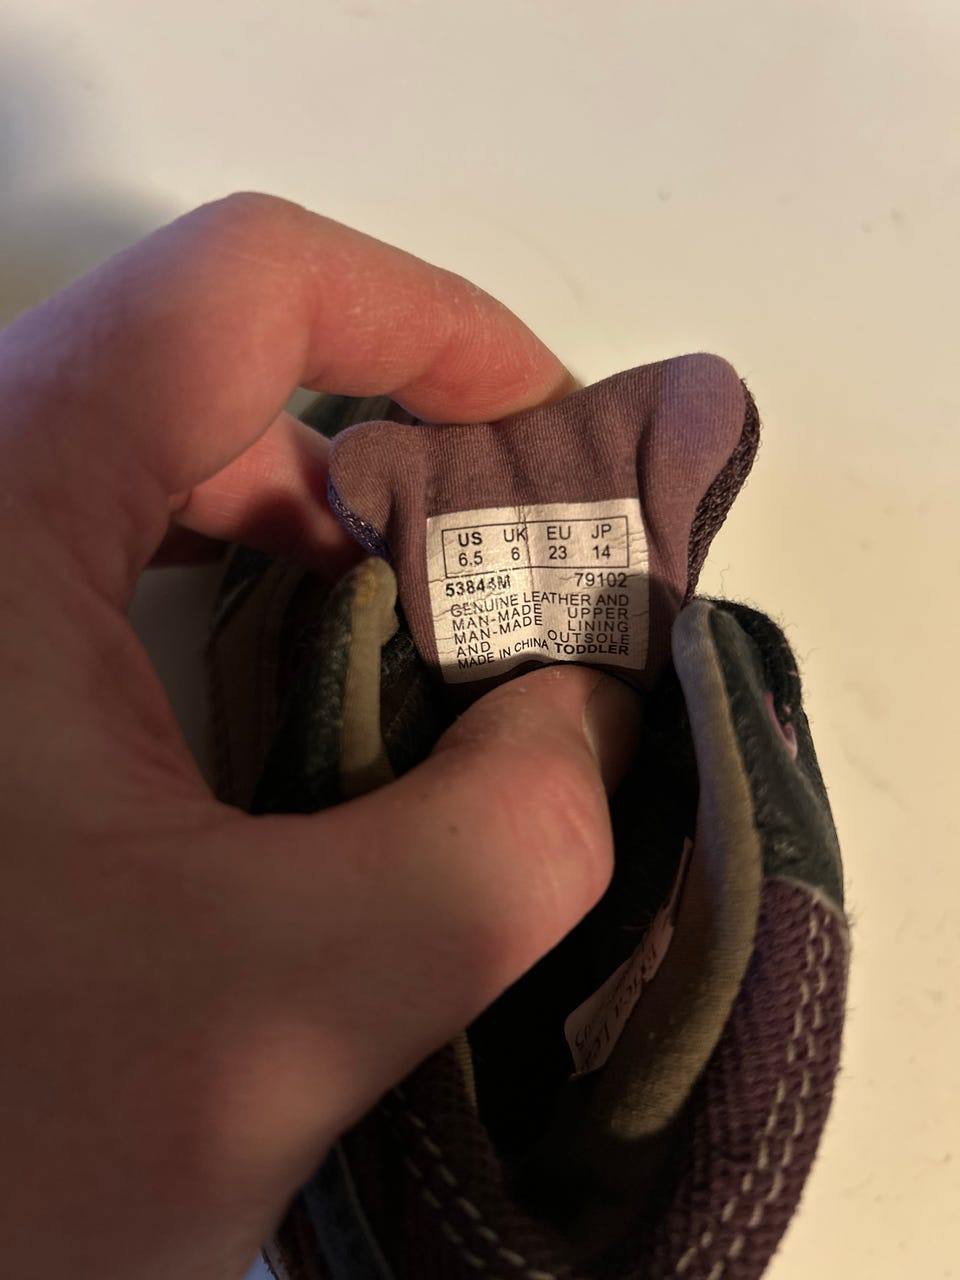 US UK EU JP
6.5 6 23 14
53844M 79102
GENUINE LEATHER AND
MAN-MADE UPPER
MAN-MADE LINING
AND OUTSOLE
MADE IN CHINA TODDLER